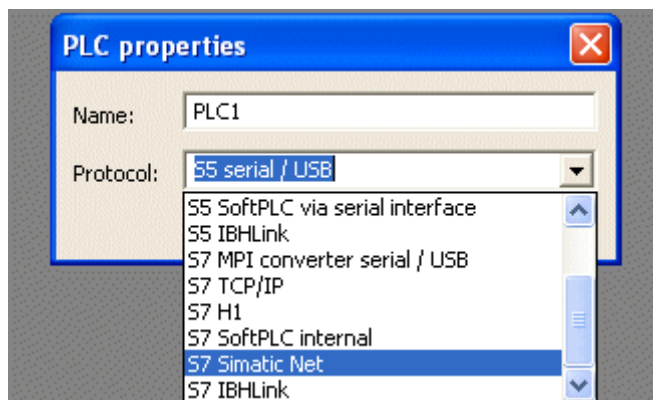 PLC properties
Name: PLC1
Protocol: S5 serial / USB
S5 SoftPLC via serial interface
S5 IBHLink
S7 MPI converter serial / USB
S7 TCP/IP
S7 H1
S7 SoftPLC internal
S7 Simatic Net
S7 IBHLink